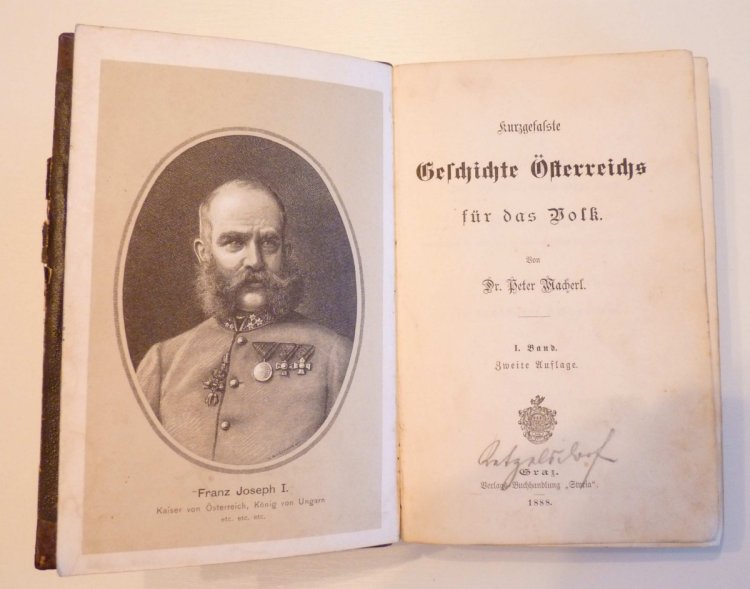 Franz Joseph I.
Kaiser von Österreich, König von Ungarn
etc. etc. etc.
Kurzgefaſste
Geſchichte Öſterreichs
für das Volk.
Von
Dr. Peter Macherl.
I. Band.
Zweite Auflage.
Graz.
Verlags-Buchhandlung „Styria“.
1888.